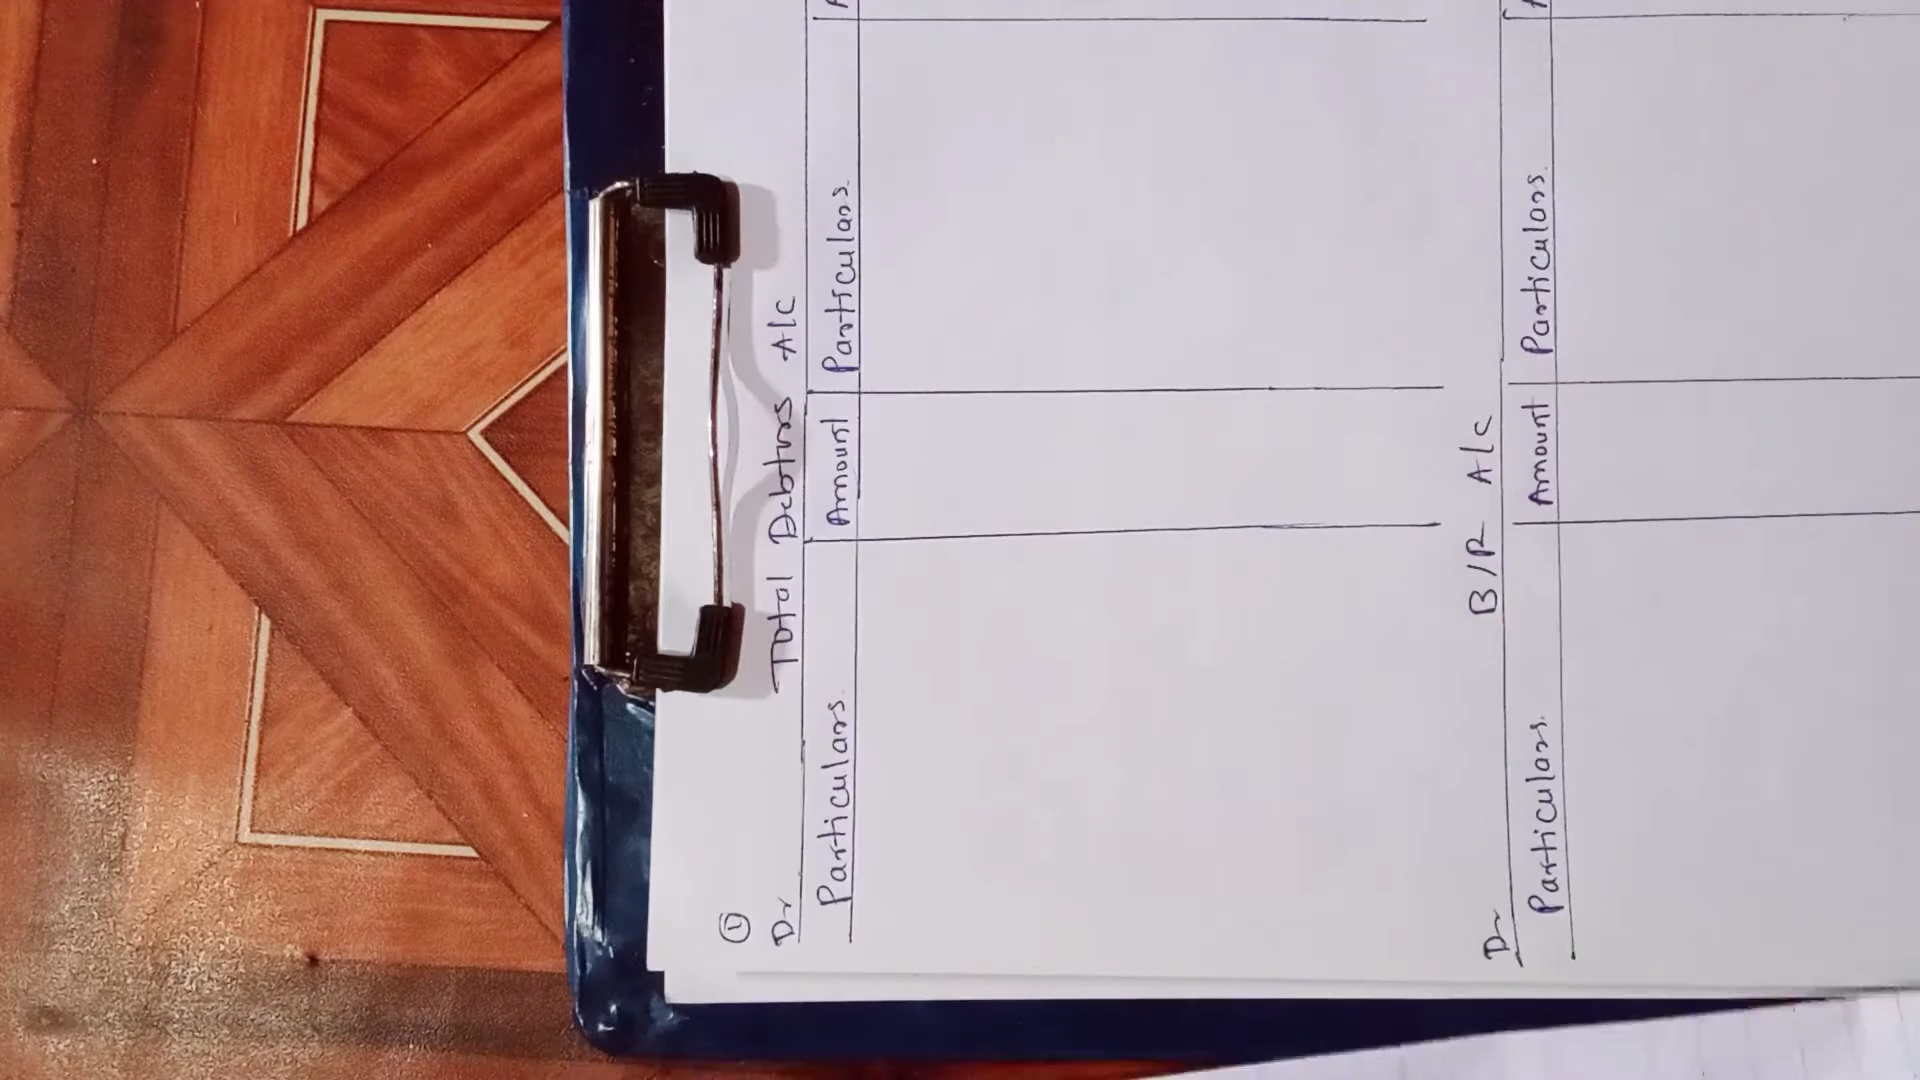 ①
Dr Total Debtors A/c
Particulars. Amount Particulars.
Dr B/R A/c
Particulars. Amount Particulars.